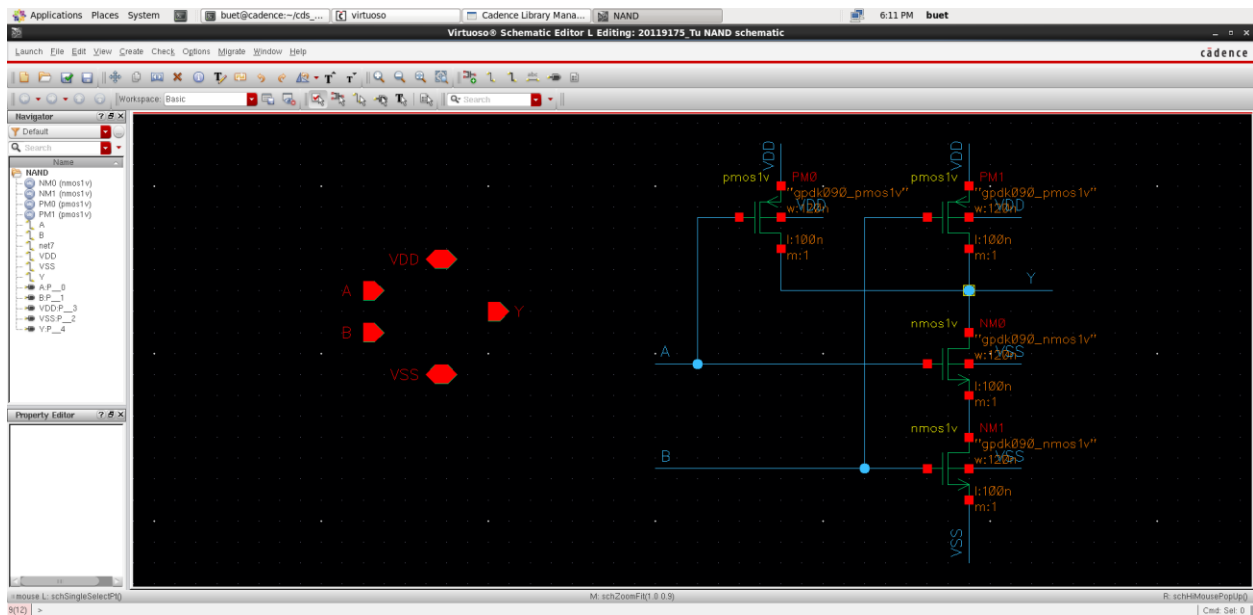 Applications Places System buet@cadence:~/cds_... virtuoso Cadence Library Mana... NAND 6:11 PM buet
Virtuoso® Schematic Editor L Editing: 20119175_Tu NAND schematic
Launch File Edit View Create Check Options Migrate Window Help cādence
Workspace: Basic Search
Navigator
Default
Search
Name
NAND
NM0 (nmos1v)
NM1 (nmos1v)
PM0 (pmos1v)
PM1 (pmos1v)
A
B
net7
VDD
VSS
Y
A:P__0
B:P__1
VDD:P__3
VSS:P__2
Y:P__4
Property Editor
VDD
A
Y
B
VSS
VDD VDD
pmos1v PM0 pmos1v PM1
"gpdk090_pmos1v" "gpdk090_pmos1v"
w:120n VDD w:120n VDD
l:100n l:100n
m:1 m:1
Y
nmos1v NM0
"gpdk090_nmos1v"
A w:120n VSS
l:100n
m:1
nmos1v NM1
"gpdk090_nmos1v"
B w:120n VSS
l:100n
m:1
VSS
mouse L: schSingleSelectPt() M: schZoomFit(1.0 0.9) R: schHiMousePopUp()
9(12) > Cmd: Sel: 0